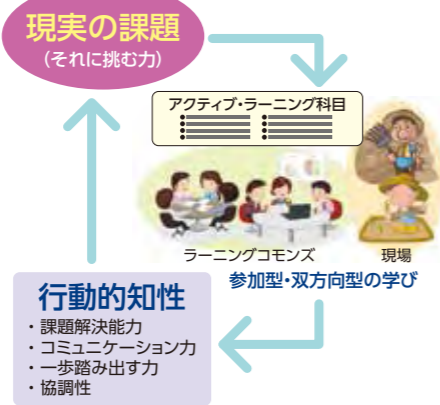 現実の課題
(それに挑む力)
アクティブ・ラーニング科目
ラーニングコモンズ
現場
参加型・双方向型の学び
行動的知性
・課題解決能力
・コミュニケーション力
・一歩踏み出す力
・協調性